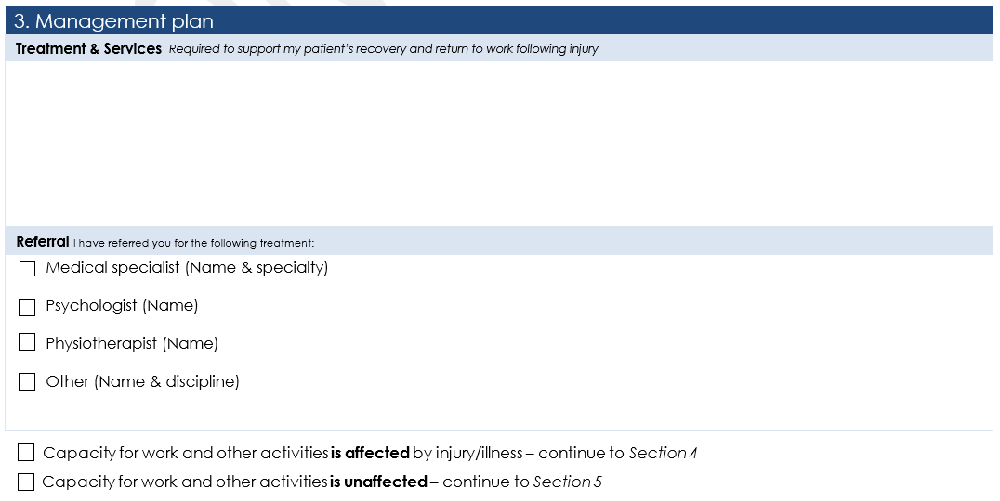 3. Management plan
Treatment & Services Required to support my patient's recovery and return to work following injury
Referral I have referred you for the following treatment:
Medical specialist (Name & specialty)
Psychologist (Name)
Physiotherapist (Name)
Other (Name & discipline)
Capacity for work and other activities is affected by injury/illness – continue to Section 4
Capacity for work and other activities is unaffected – continue to Section 5